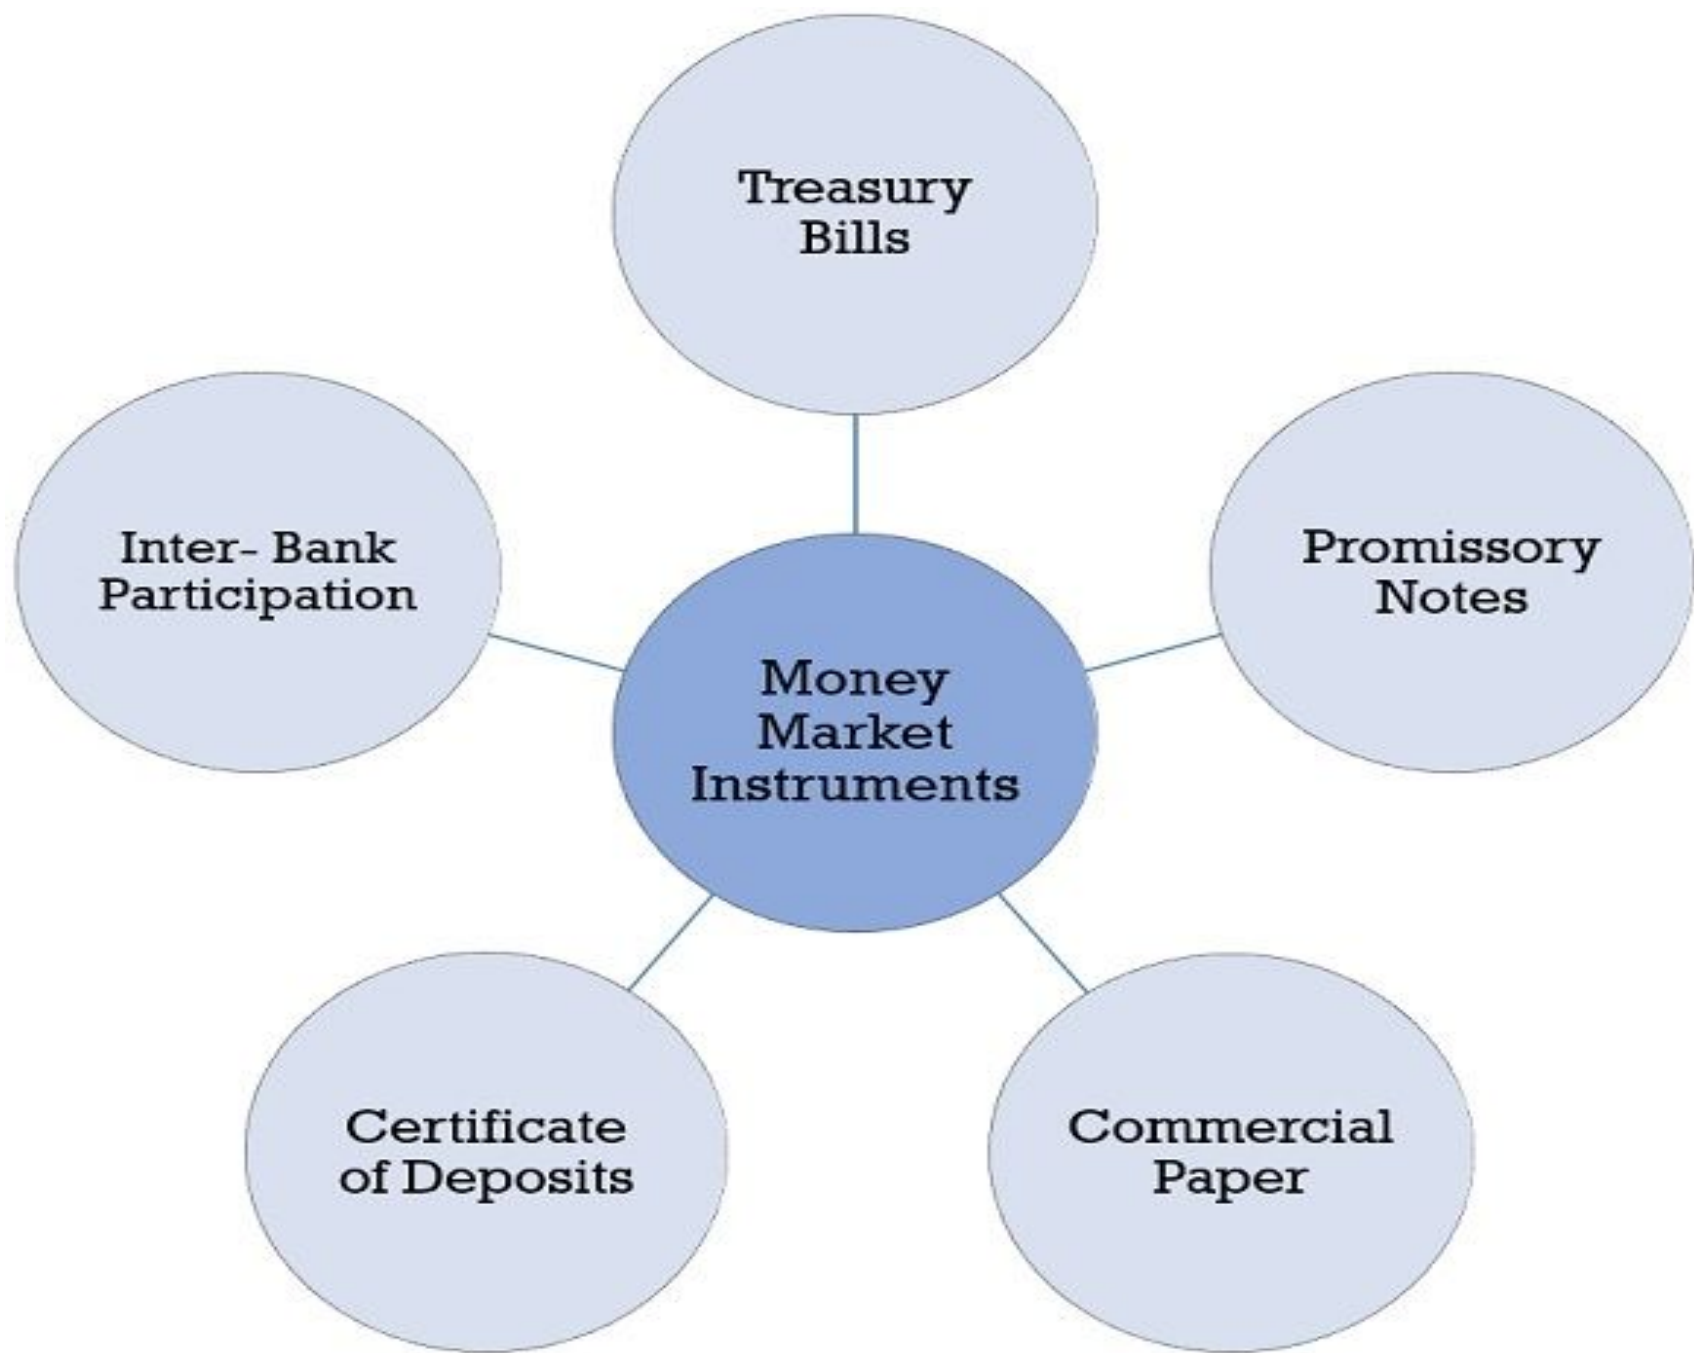 Treasury
Bills
Inter- Bank
Participation
Promissory
Notes
Money
Market
Instruments
Certificate
of Deposits
Commercial
Paper